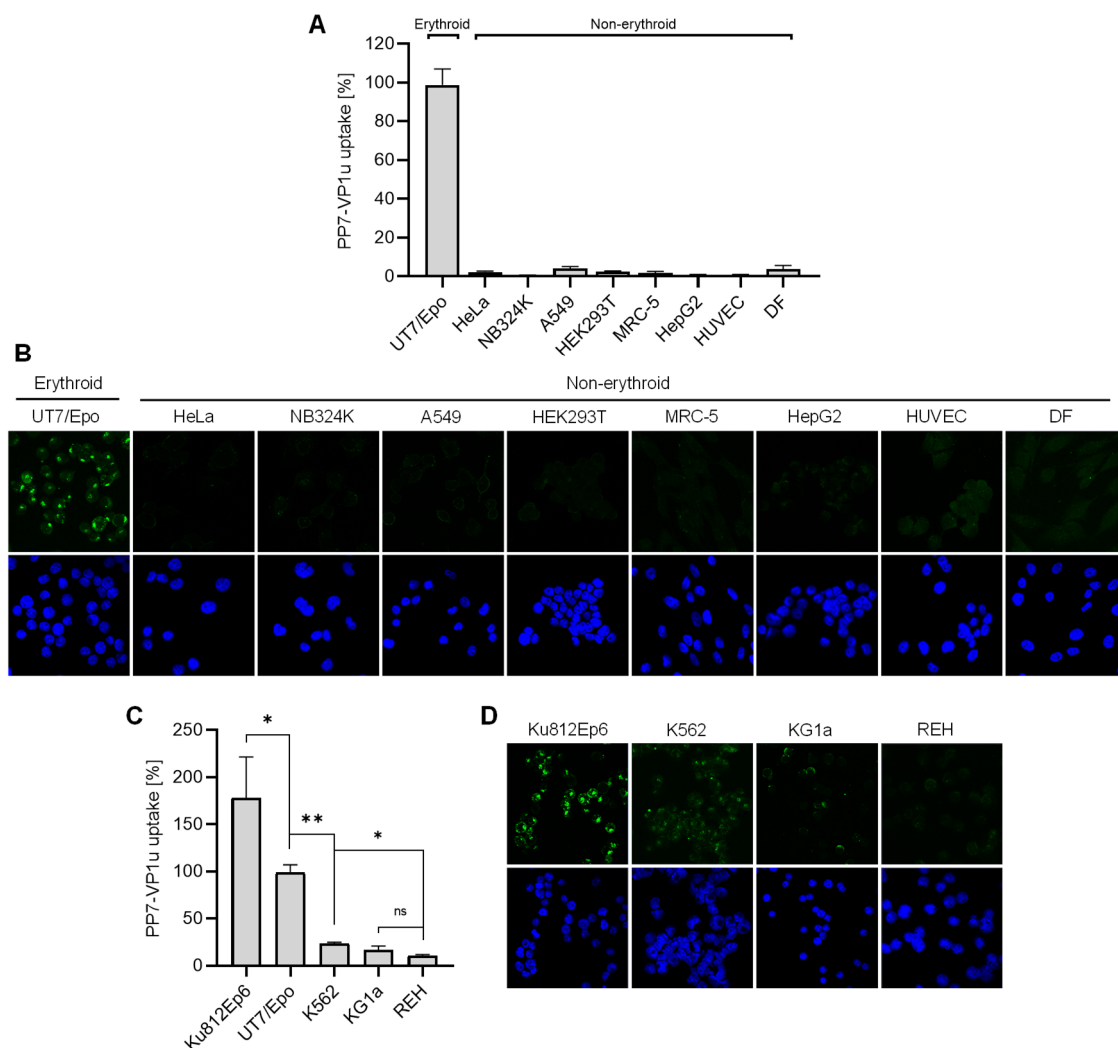 A
Erythroid Non-erythroid
PP7-VP1u uptake [%]
120
100
80
60
40
20
0
UT7/Epo HeLa NB324K A549 HEK293T MRC-5 HepG2 HUVEC DF
B
Erythroid Non-erythroid
UT7/Epo HeLa NB324K A549 HEK293T MRC-5 HepG2 HUVEC DF
C
PP7-VP1u uptake [%]
250
200
150
100
50
0
*
**
*
ns
Ku812Ep6 UT7/Epo K562 KG1a REH
D
Ku812Ep6 K562 KG1a REH